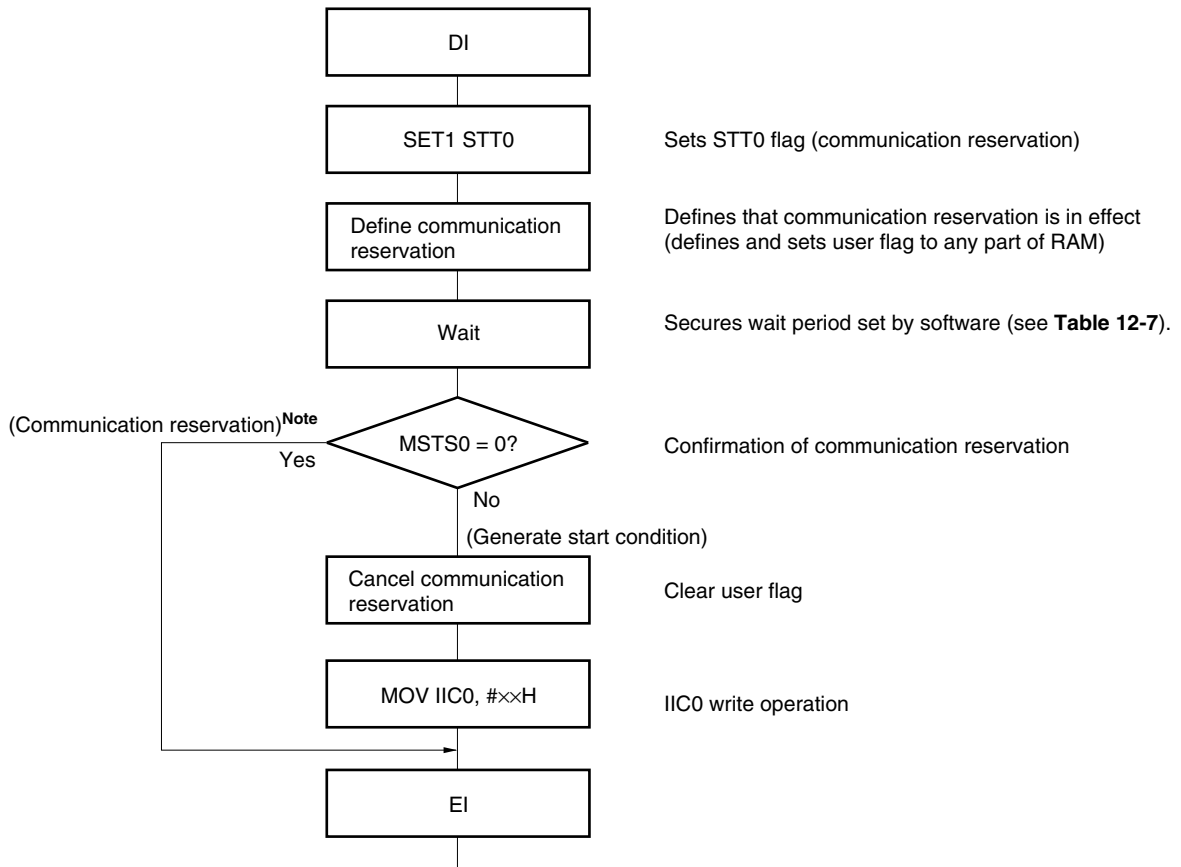 DI
SET1 STT0
Sets STT0 flag (communication reservation)
Define communication
reservation
Defines that communication reservation is in effect
(defines and sets user flag to any part of RAM)
Wait
Secures wait period set by software (see Table 12-7).
(Communication reservation)Note
Yes
MSTS0 = 0?
Confirmation of communication reservation
No
(Generate start condition)
Cancel communication
reservation
Clear user flag
MOV IIC0, #××H
IIC0 write operation
EI